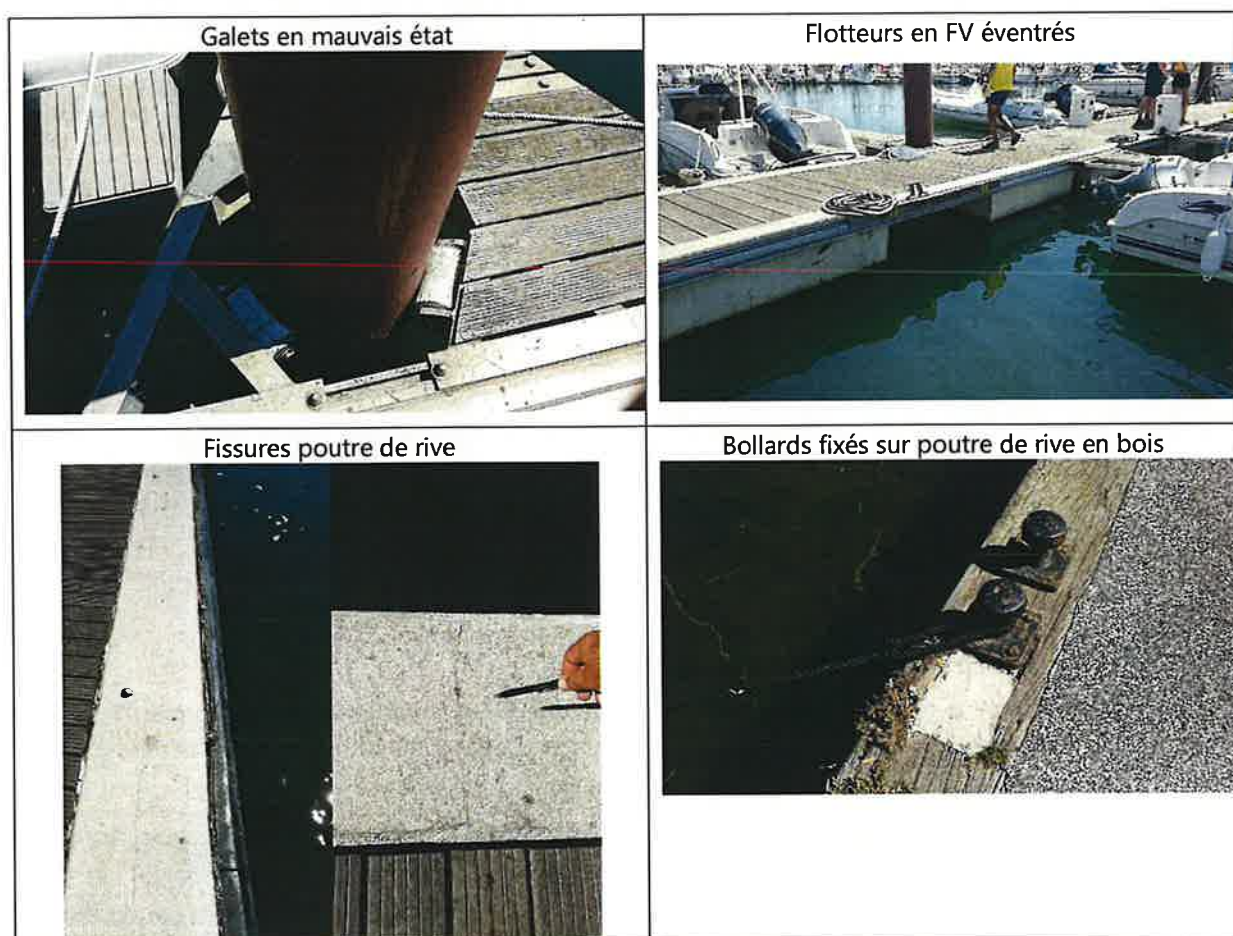 Galets en mauvais état
Flotteurs en FV éventrés
Fissures poutre de rive
Bollards fixés sur poutre de rive en bois